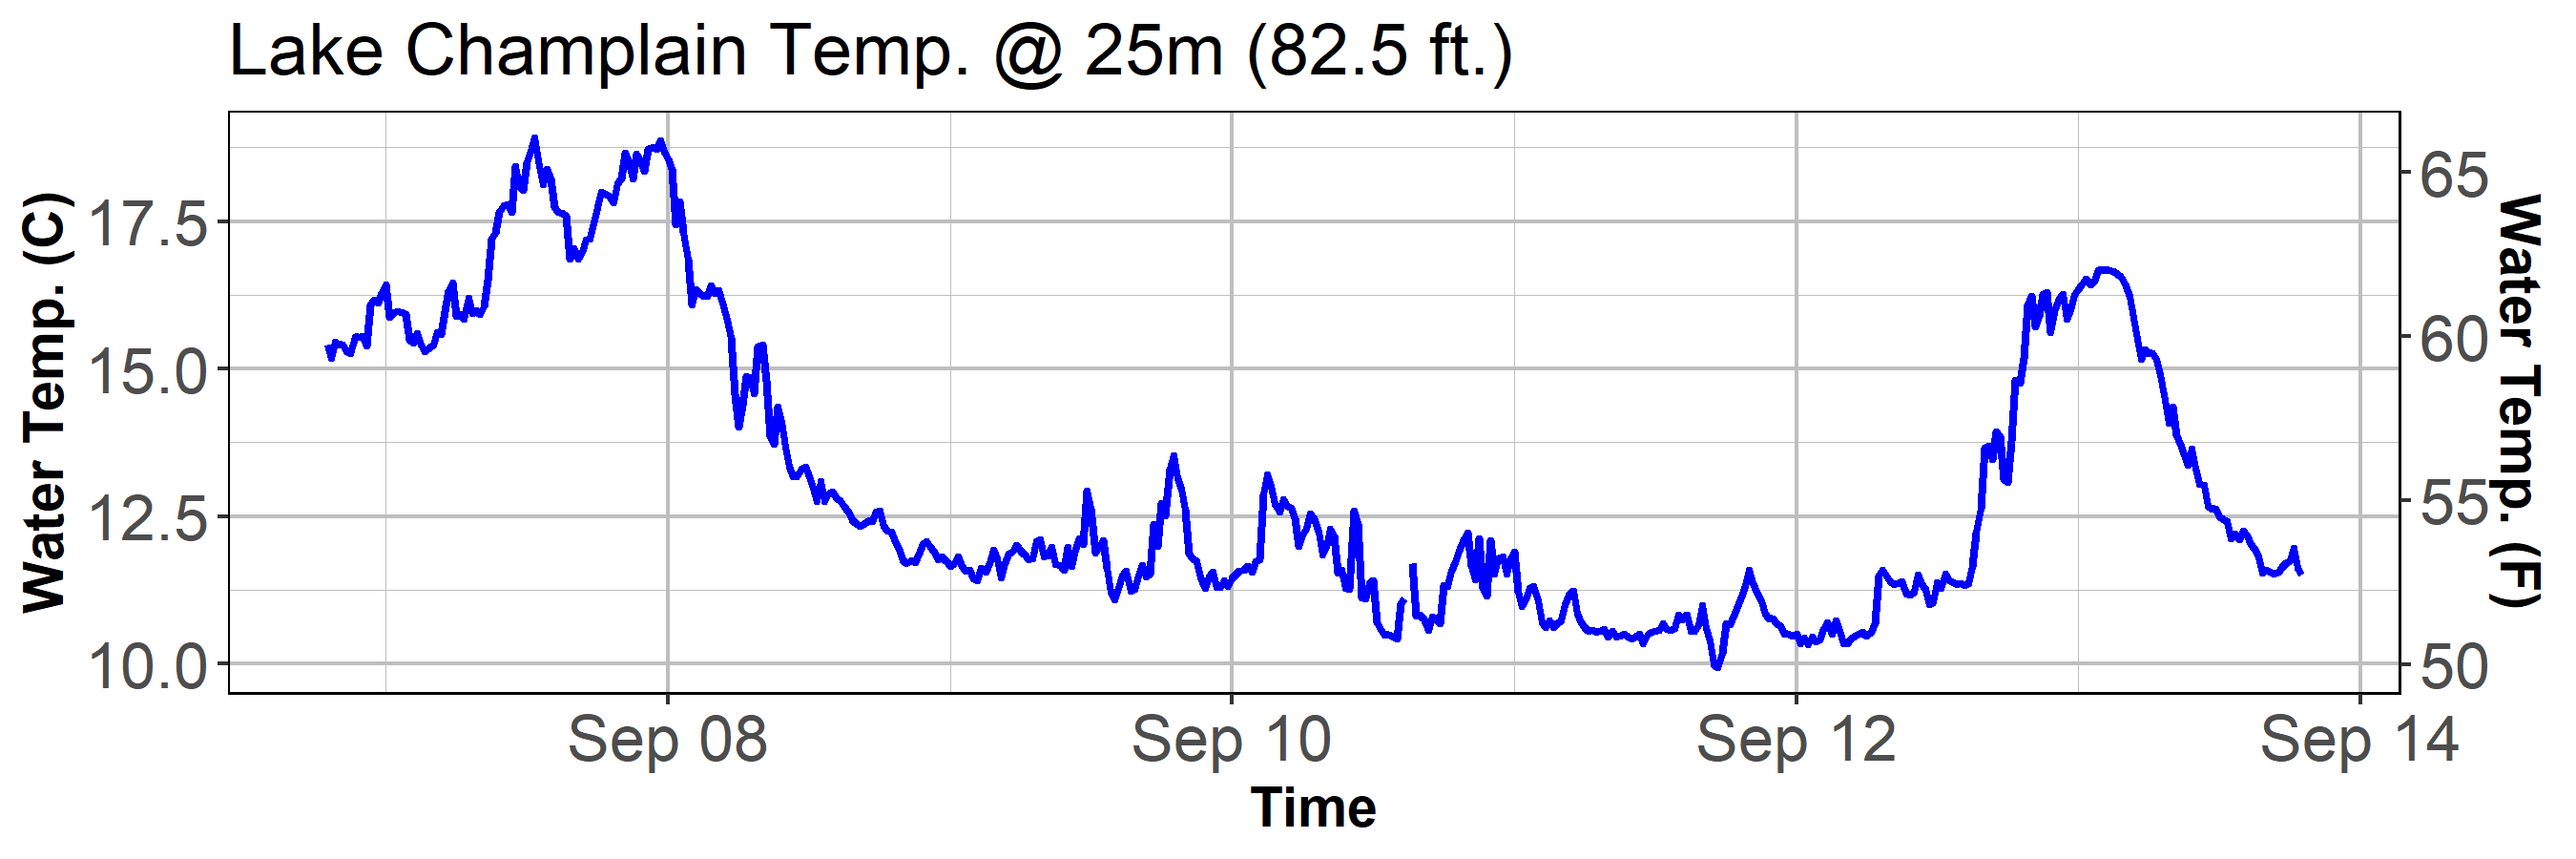 Lake Champlain Temp. @ 25m (82.5 ft.)
Water Temp. (C)
17.5
15.0
12.5
10.0
65
60
55
50
Water Temp. (F)
Sep 08 Sep 10 Sep 12 Sep 14
Time